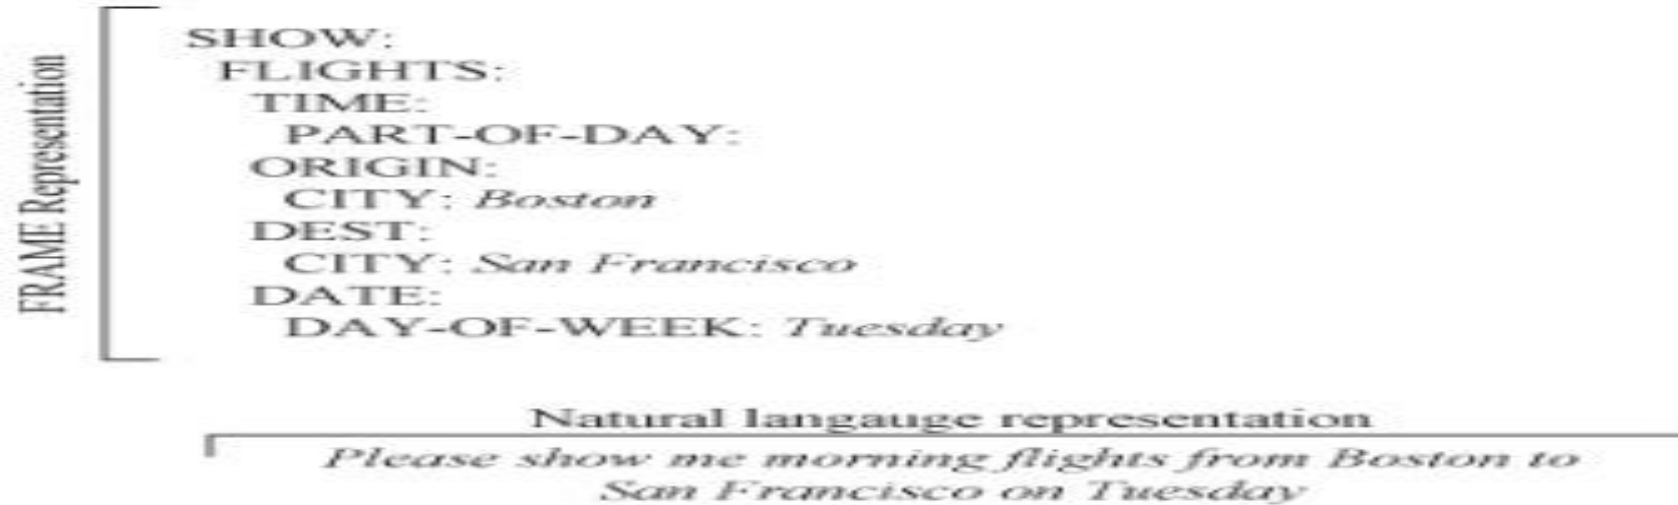 FRAME Representation
SHOW:
FLIGHTS:
TIME:
PART-OF-DAY:
ORIGIN:
CITY: Boston
DEST:
CITY: San Francisco
DATE:
DAY-OF-WEEK: Tuesday
Natural langauge representation
Please show me morning flights from Boston to
San Francisco on Tuesday